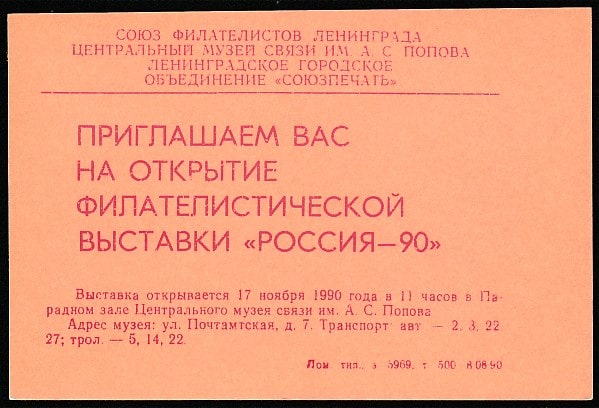 СОЮЗ ФИЛАТЕЛИСТОВ ЛЕНИНГРАДА
ЦЕНТРАЛЬНЫЙ МУЗЕЙ СВЯЗИ ИМ. А. С. ПОПОВА
ЛЕНИНГРАДСКОЕ ГОРОДСКОЕ
ОБЪЕДИНЕНИЕ «СОЮЗПЕЧАТЬ»
ПРИГЛАШАЕМ ВАС
НА ОТКРЫТИЕ
ФИЛАТЕЛИСТИЧЕСКОЙ
ВЫСТАВКИ «РОССИЯ—90»
Выставка открывается 17 ноября 1990 года в 11 часов в Па-
радном зале Центрального музея связи им. А. С. Попова
Адрес музея: ул. Почтамтская, д. 7. Транспорт: авт — 2, 3, 22
27; трол. — 5, 14, 22.
Лом. тип., з 5969, т 500 8 08 90